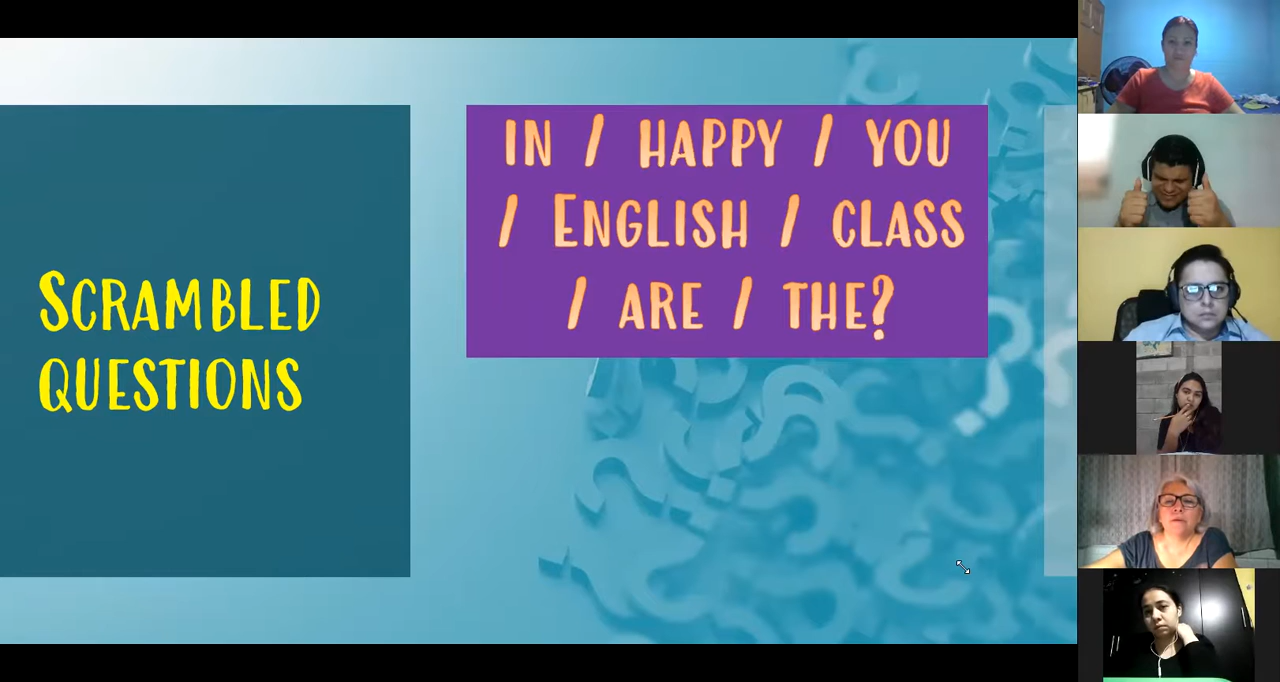 Scrambled
questions
in / happy / you
/ English / class
/ are / the?